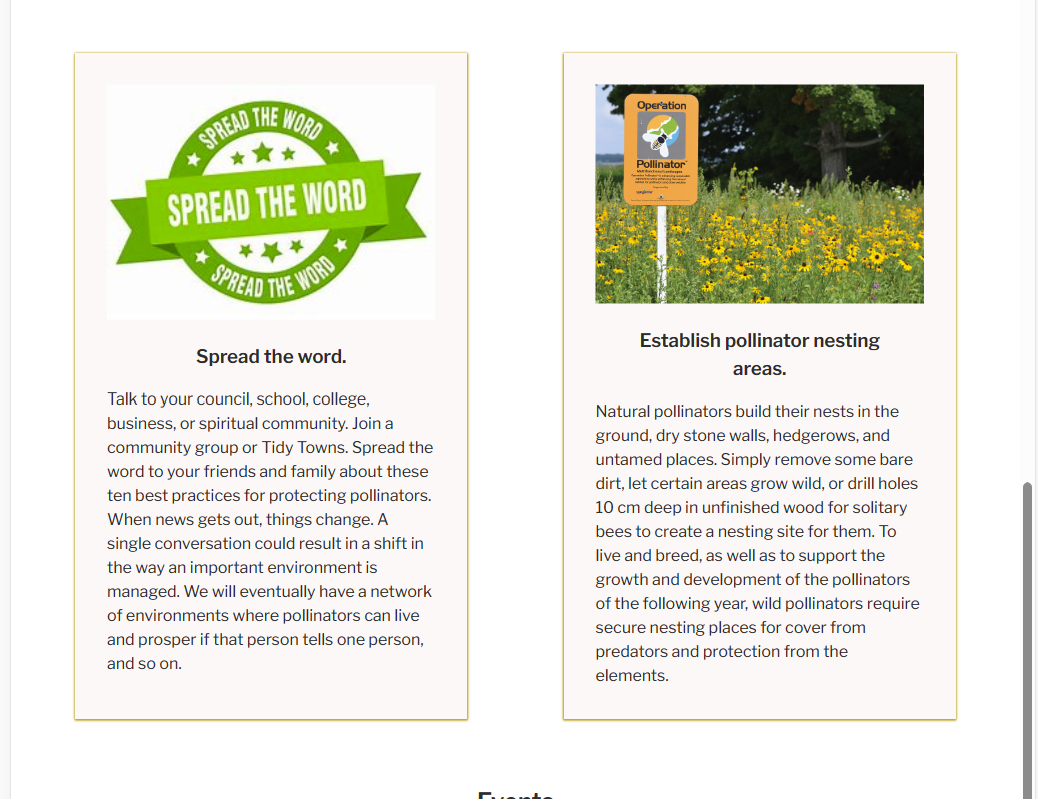 SPREAD THE WORD
SPREAD THE WORD
SPREAD THE WORD
Spread the word.
Talk to your council, school, college,
business, or spiritual community. Join a
community group or Tidy Towns. Spread the
word to your friends and family about these
ten best practices for protecting pollinators.
When news gets out, things change. A
single conversation could result in a shift in
the way an important environment is
managed. We will eventually have a network
of environments where pollinators can live
and prosper if that person tells one person,
and so on.
Operation
Pollinator
Establish pollinator nesting
areas.
Natural pollinators build their nests in the
ground, dry stone walls, hedgerows, and
untamed places. Simply remove some bare
dirt, let certain areas grow wild, or drill holes
10 cm deep in unfinished wood for solitary
bees to create a nesting site for them. To
live and breed, as well as to support the
growth and development of the pollinators
of the following year, wild pollinators require
secure nesting places for cover from
predators and protection from the
elements.
Events